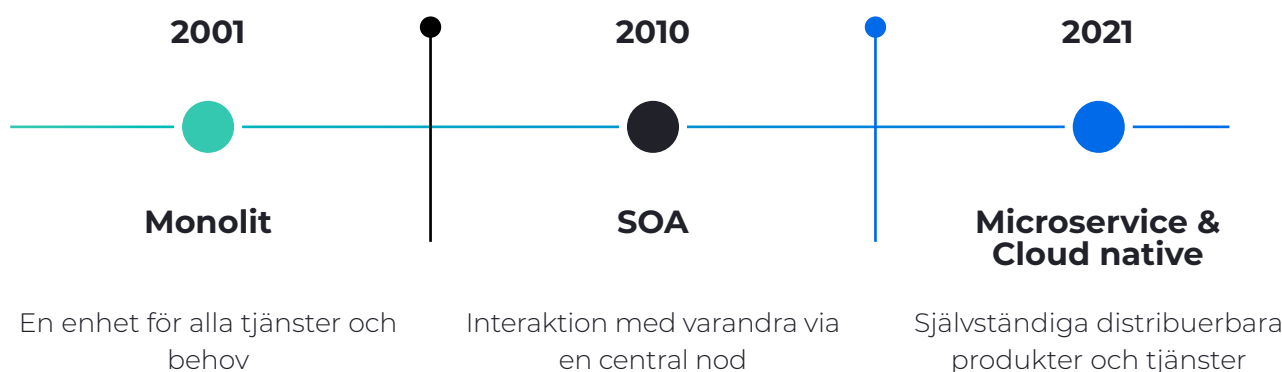 2001
2010
2021
Monolit
SOA
Microservice &
Cloud native
En enhet för alla tjänster och
behov
Interaktion med varandra via
en central nod
Självständiga distribuerbara
produkter och tjänster